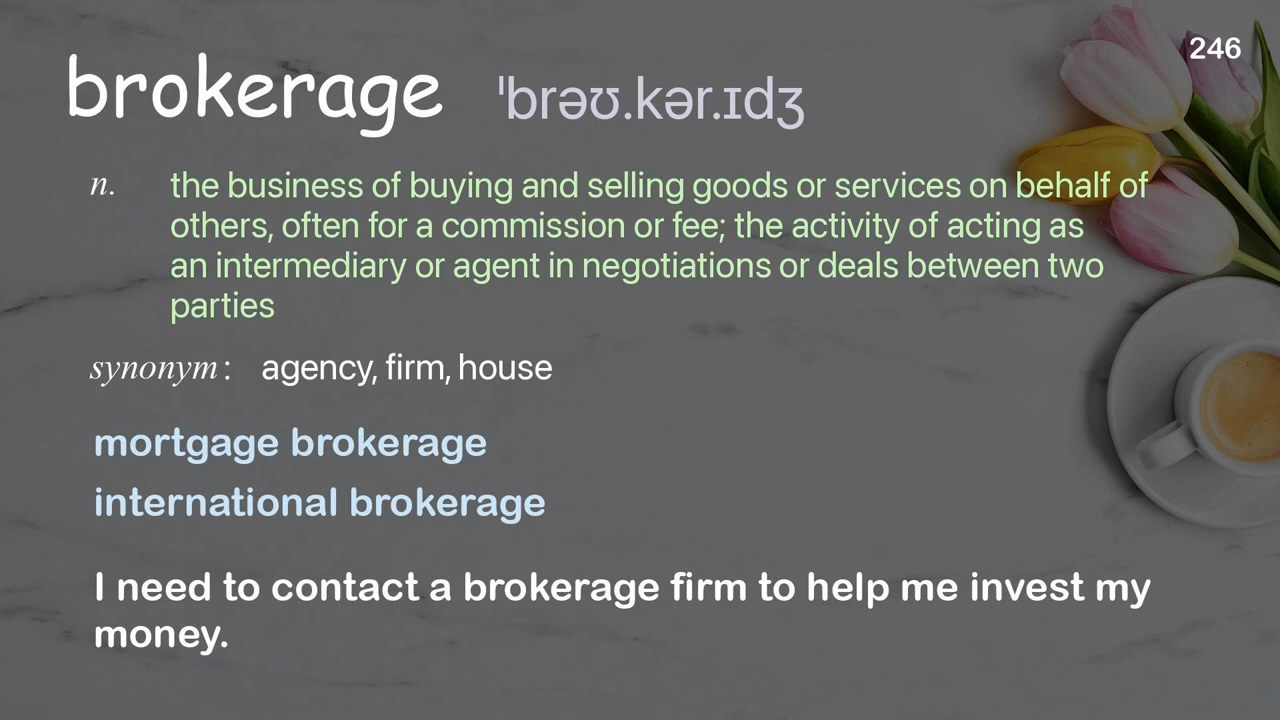 246
brokerage ˈbrəʊ.kər.ɪdʒ
n. the business of buying and selling goods or services on behalf of
others, often for a commission or fee; the activity of acting as
an intermediary or agent in negotiations or deals between two
parties
synonym: agency, firm, house
mortgage brokerage
international brokerage
I need to contact a brokerage firm to help me invest my
money.